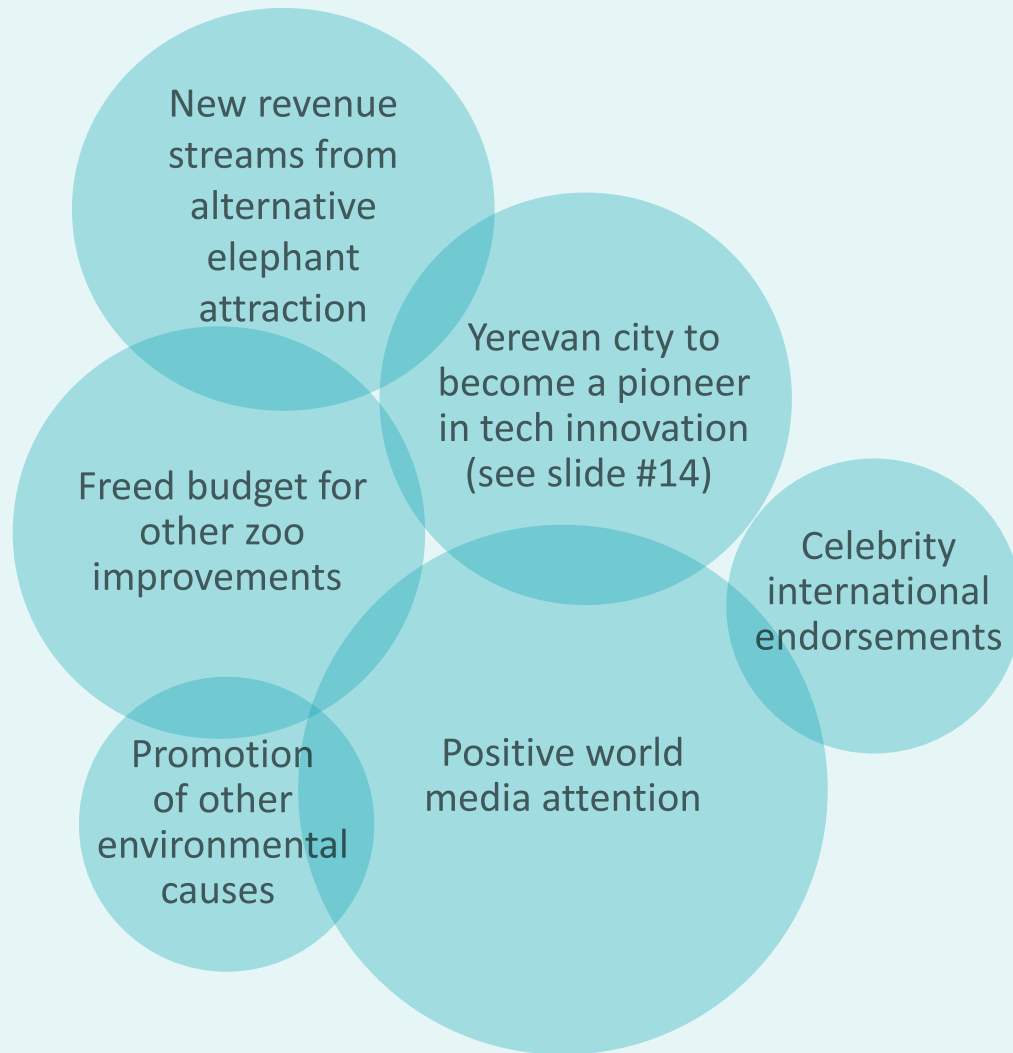 New revenue
streams from
alternative
elephant
attraction
Yerevan city to
become a pioneer
in tech innovation
(see slide #14)
Freed budget for
other zoo
improvements
Celebrity
international
endorsements
Promotion
of other
environmental
causes
Positive world
media attention